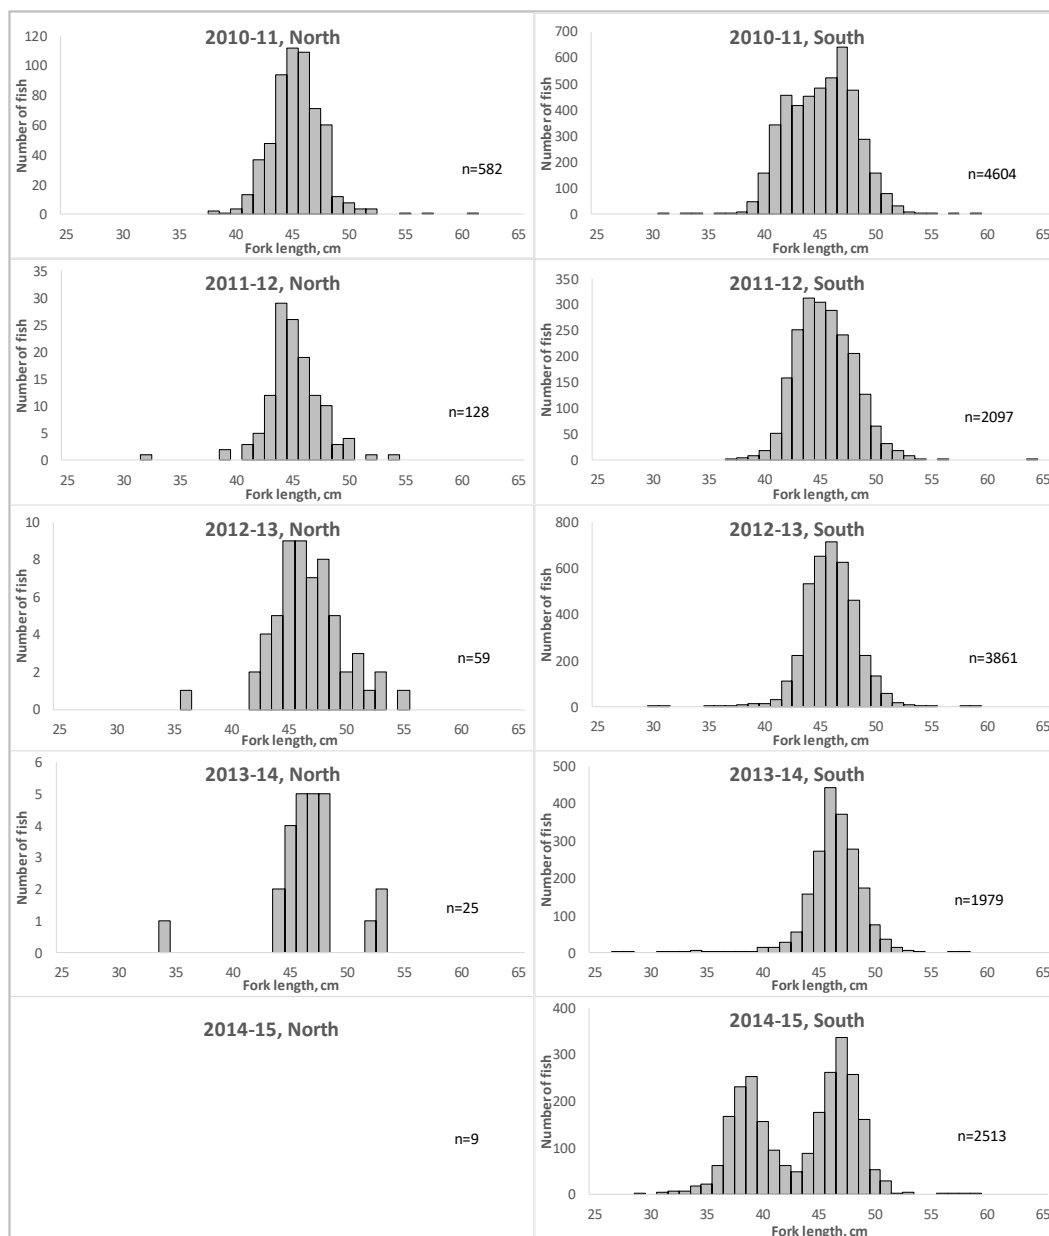 2010-11, North
Number of fish
120
100
80
60
40
20
0
n=582
25 30 35 40 45 50 55 60 65
Fork length, cm
2010-11, South
Number of fish
700
600
500
400
300
200
100
0
n=4604
25 30 35 40 45 50 55 60 65
Fork length, cm
2011-12, North
Number of fish
35
30
25
20
15
10
5
0
n=128
25 30 35 40 45 50 55 60 65
Fork length, cm
2011-12, South
Number of fish
350
300
250
200
150
100
50
0
n=2097
25 30 35 40 45 50 55 60 65
Fork length, cm
2012-13, North
Number of fish
10
8
6
4
2
0
n=59
25 30 35 40 45 50 55 60 65
Fork length, cm
2012-13, South
Number of fish
800
600
400
200
0
n=3861
25 30 35 40 45 50 55 60 65
Fork length, cm
2013-14, North
Number of fish
6
5
4
3
2
1
0
n=25
25 30 35 40 45 50 55 60 65
Fork length, cm
2013-14, South
Number of fish
500
400
300
200
100
0
n=1979
25 30 35 40 45 50 55 60 65
Fork length, cm
2014-15, North
n=9
2014-15, South
Number of fish
400
300
200
100
0
n=2513
25 30 35 40 45 50 55 60 65
Fork length, cm